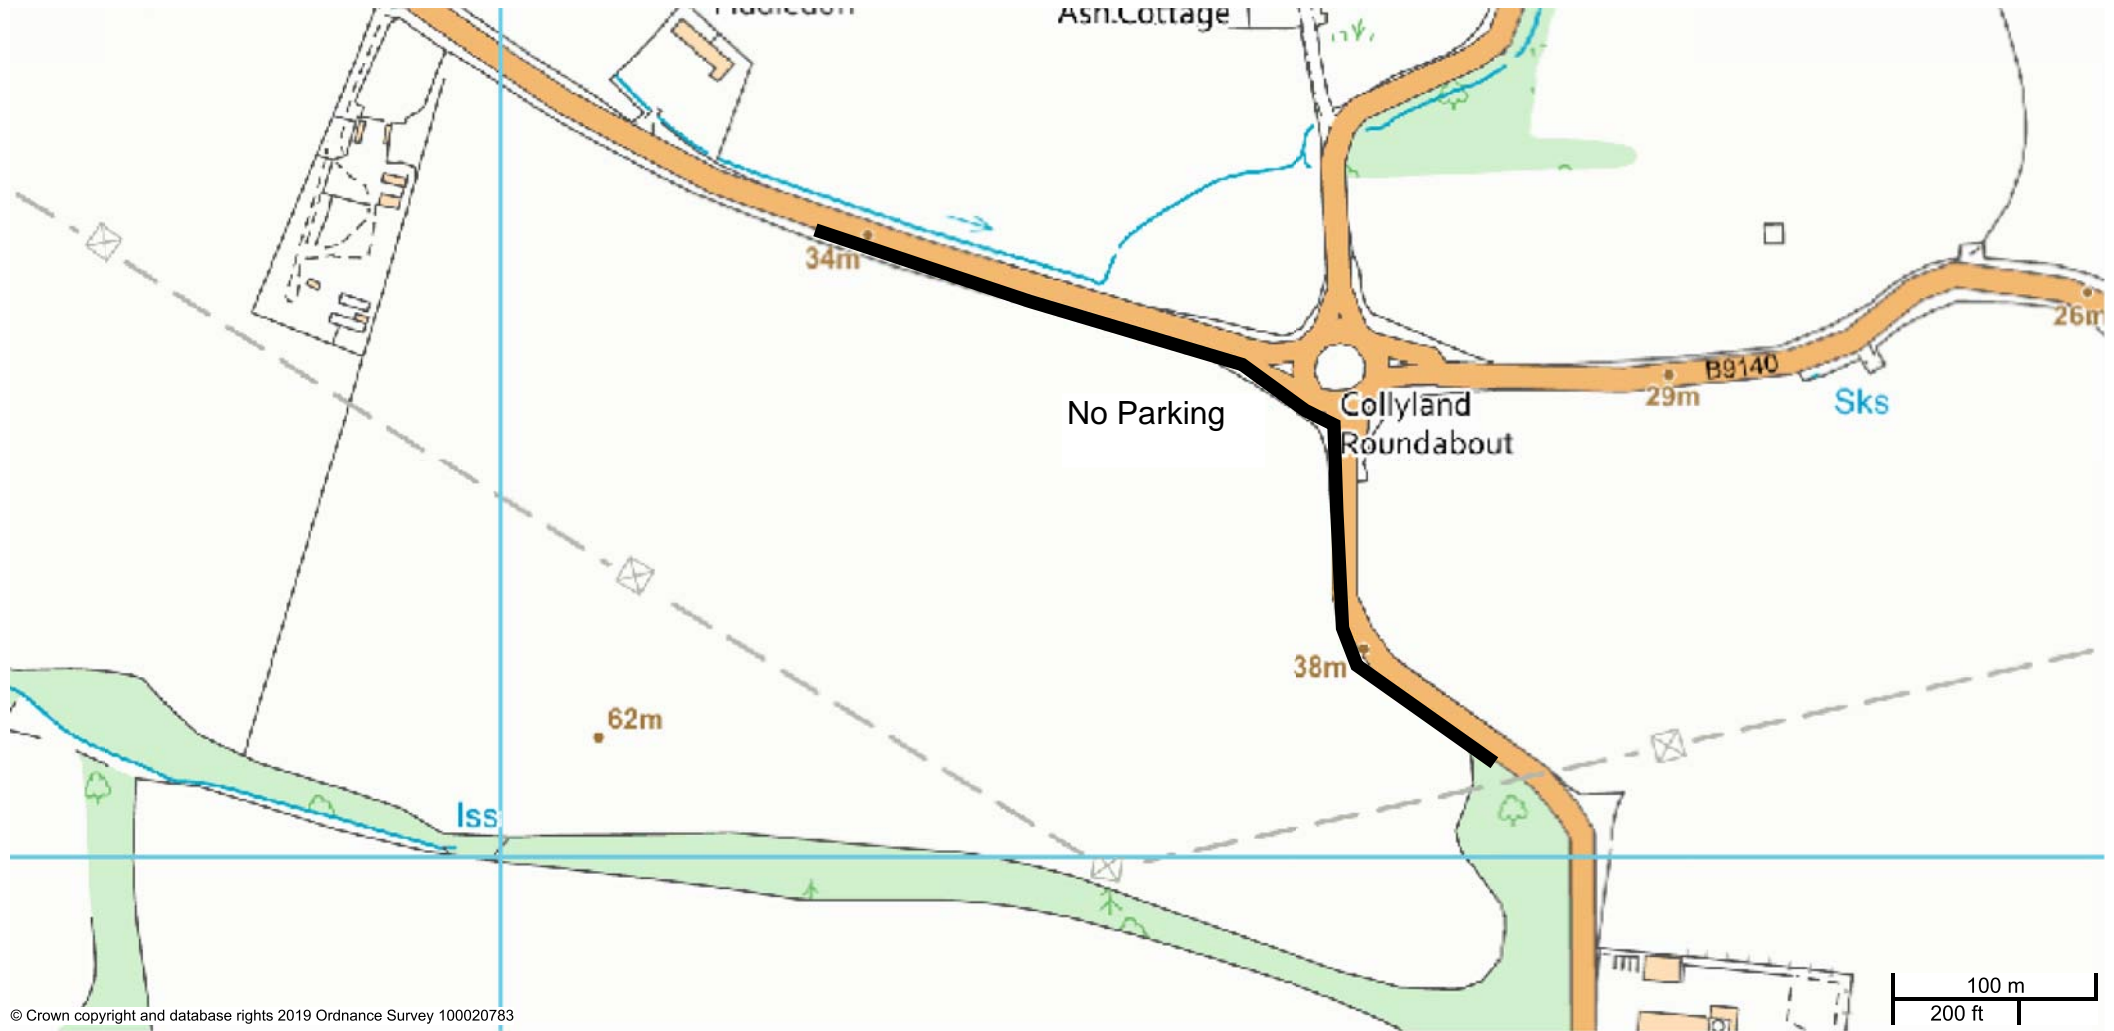 Ash Cottage
34m
No Parking
Collyland
Roundabout
B9140
29m
26m
Sks
38m
62m
Iss
100 m
200 ft
© Crown copyright and database rights 2019 Ordnance Survey 100020783